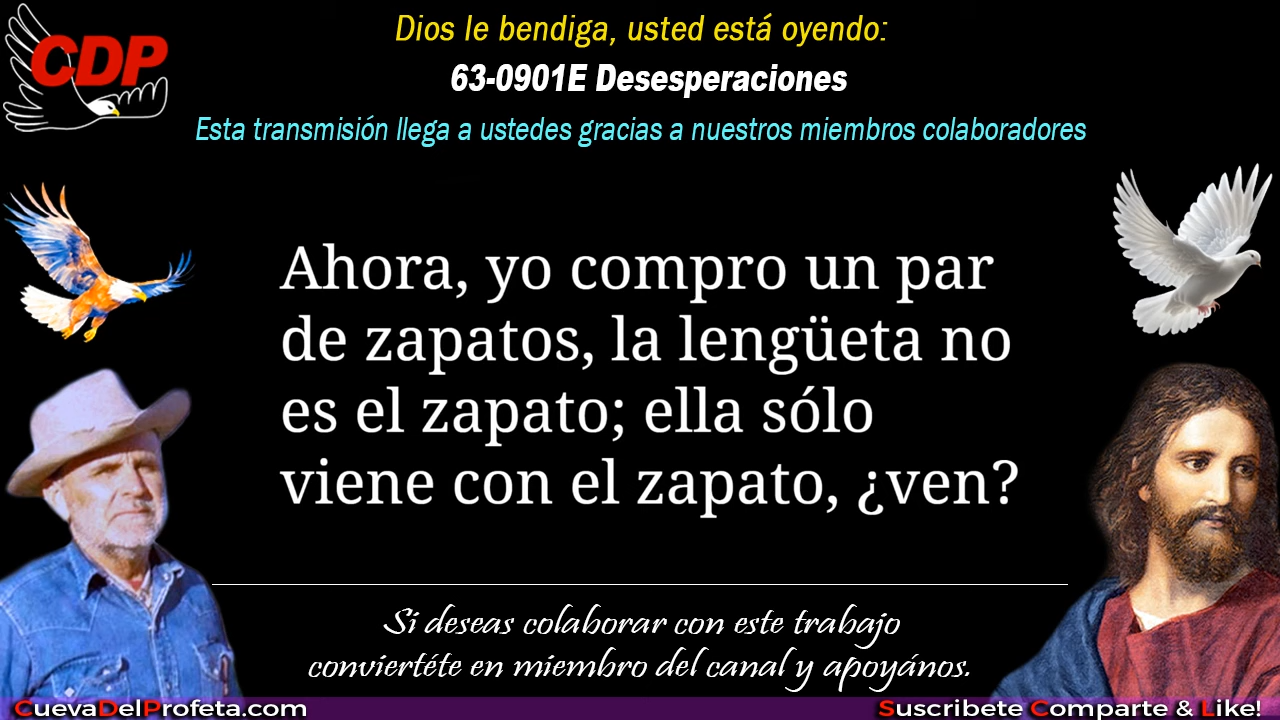 CDP
Dios le bendiga, usted está oyendo:
63-0901E Desesperaciones
Esta transmisión llega a ustedes gracias a nuestros miembros colaboradores
Ahora, yo compro un par
de zapatos, la lengüeta no
es el zapato; ella sólo
viene con el zapato, ¿ven?
Si deseas colaborar con este trabajo
conviertéte en miembro del canal y apoyános.
CuevaDelProfeta.com
Suscribete Comparte & Like!